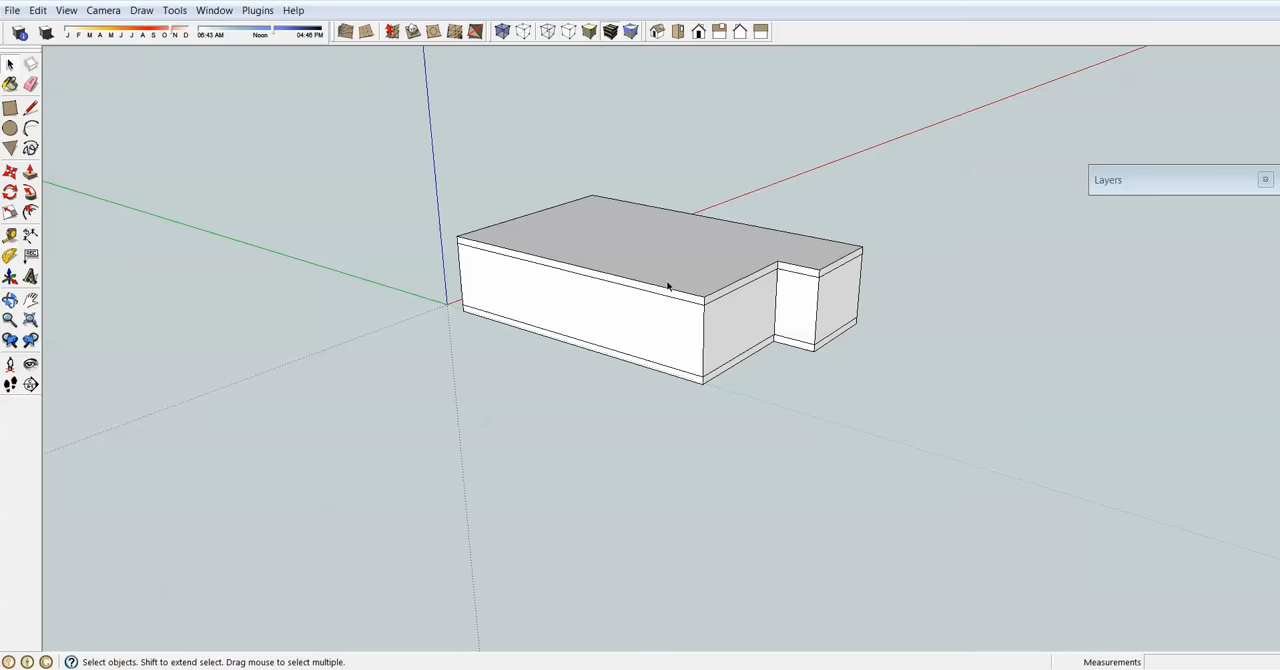 File Edit View Camera Draw Tools Window Plugins Help
J F M A M J J A S O N D 06:43 AM Noon 04:46 PM
Layers
Select objects. Shift to extend select. Drag mouse to select multiple. Measurements